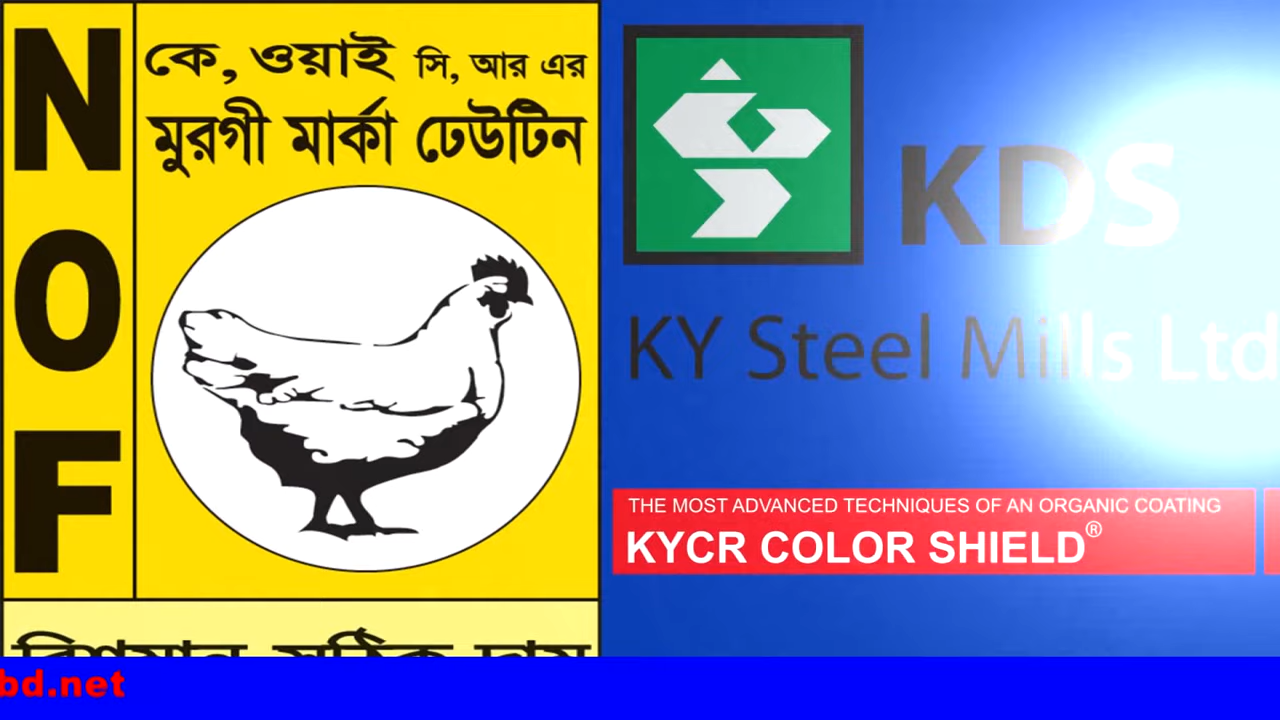 NOF
কে, ওয়াই সি, আর এর
মুরগী মার্কা ঢেউটিন
KDS
KY Steel Mills Ltd
THE MOST ADVANCED TECHNIQUES OF AN ORGANIC COATING
KYCR COLOR SHIELD®
bd.net